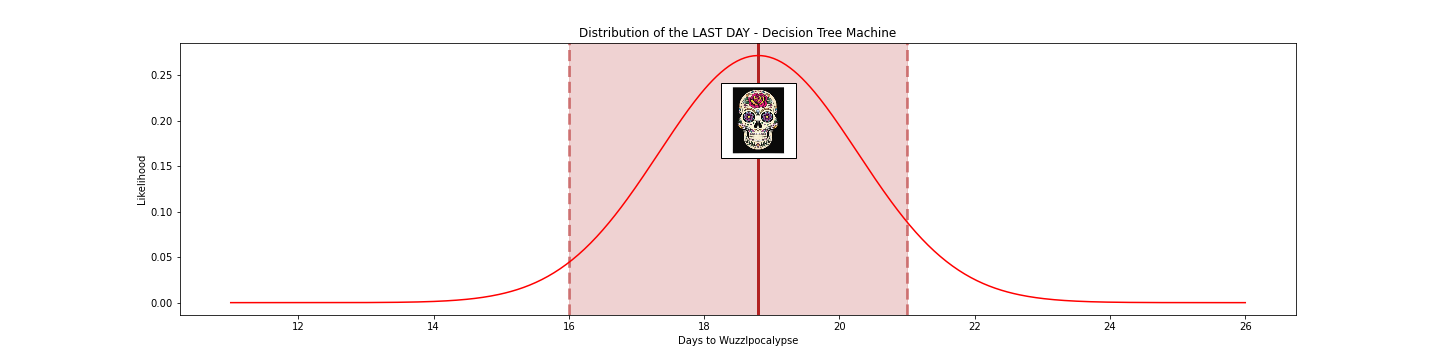 Distribution of the LAST DAY - Decision Tree Machine
0.25
0.20
0.15
0.10
0.05
0.00
Likelihood
12 14 16 18 20 22 24 26
Days to Wuzzlpocalypse